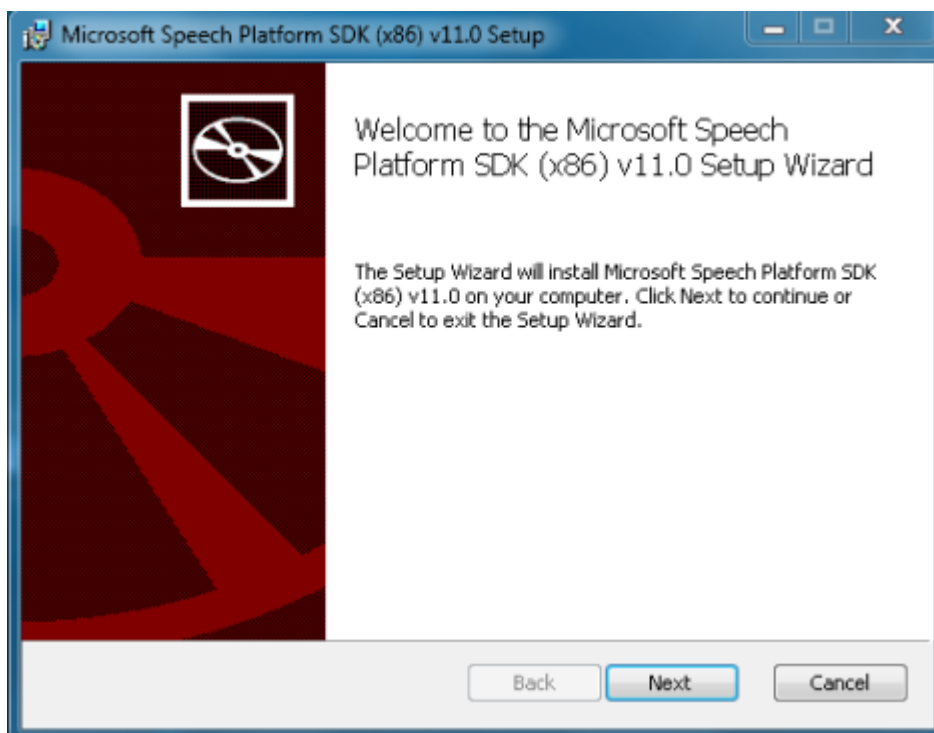 Microsoft Speech Platform SDK (x86) v11.0 Setup
Welcome to the Microsoft Speech
Platform SDK (x86) v11.0 Setup Wizard
The Setup Wizard will install Microsoft Speech Platform SDK
(x86) v11.0 on your computer. Click Next to continue or
Cancel to exit the Setup Wizard.
Back Next Cancel